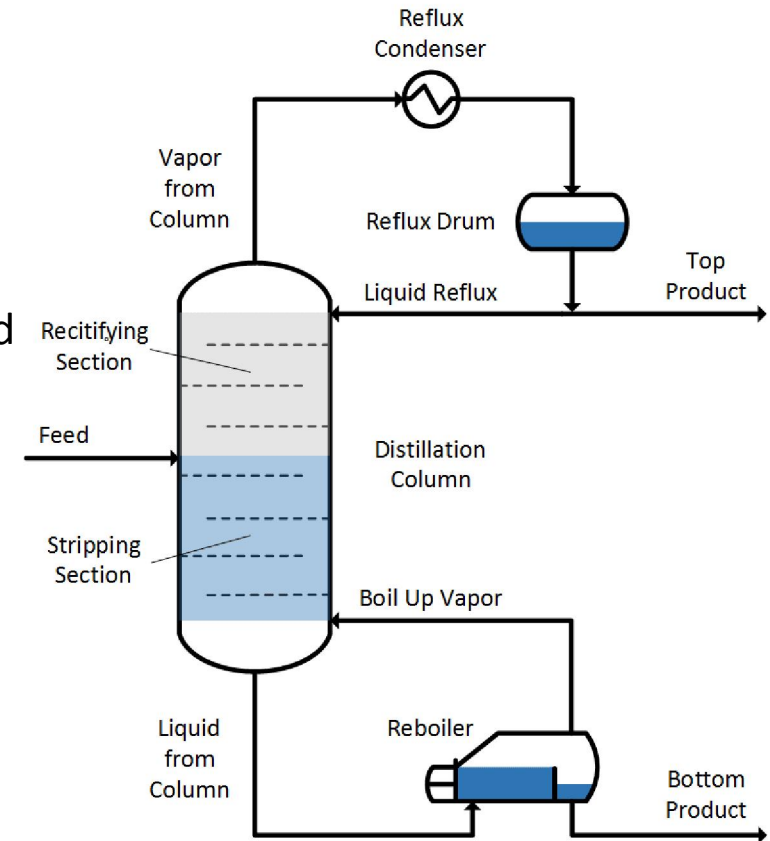 Reflux
Condenser
Vapor
from
Column
Reflux Drum
Top
Product
Liquid Reflux
d
Recitifying
Section
Feed
Distillation
Column
Stripping
Section
Boil Up Vapor
Liquid
from
Column
Reboiler
Bottom
Product